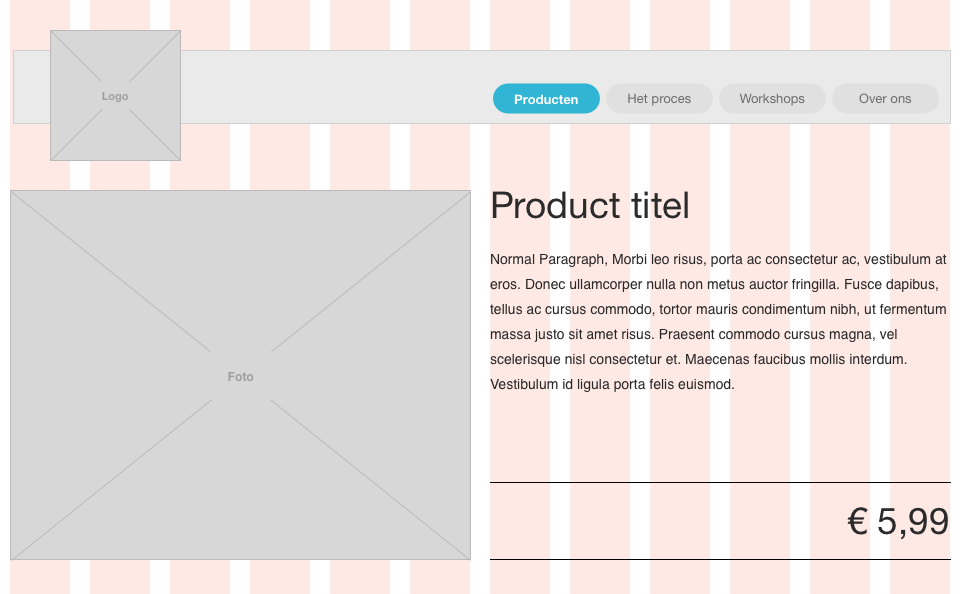 Logo
Producten
Het proces
Workshops
Over ons
Product titel
Normal Paragraph, Morbi leo risus, porta ac consectetur ac, vestibulum at
eros. Donec ullamcorper nulla non metus auctor fringilla. Fusce dapibus,
tellus ac cursus commodo, tortor mauris condimentum nibh, ut fermentum
massa justo sit amet risus. Praesent commodo cursus magna, vel
scelerisque nisl consectetur et. Maecenas faucibus mollis interdum.
Vestibulum id ligula porta felis euismod.
Foto
€ 5,99